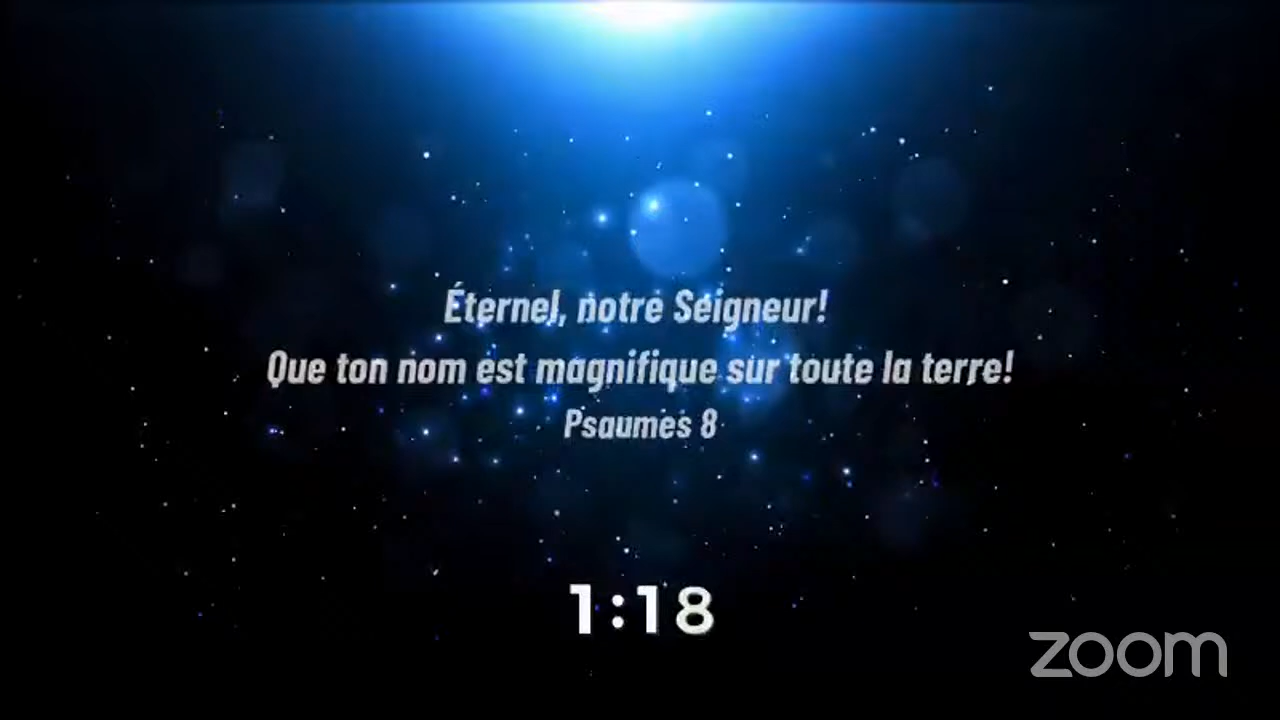 Éternel, notre Seigneur!
Que ton nom est magnifique sur toute la terre!
Psaumes 8
1:18
zoom